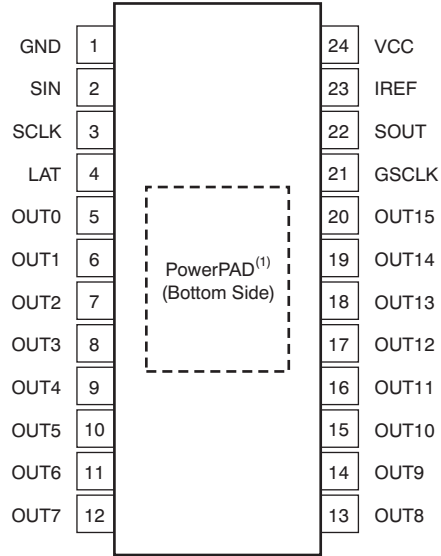 GND 1 24 VCC
SIN 2 23 IREF
SCLK 3 22 SOUT
LAT 4 21 GSCLK
OUT0 5 20 OUT15
OUT1 6 19 OUT14
PowerPAD(1)
(Bottom Side)
OUT2 7 18 OUT13
OUT3 8 17 OUT12
OUT4 9 16 OUT11
OUT5 10 15 OUT10
OUT6 11 14 OUT9
OUT7 12 13 OUT8